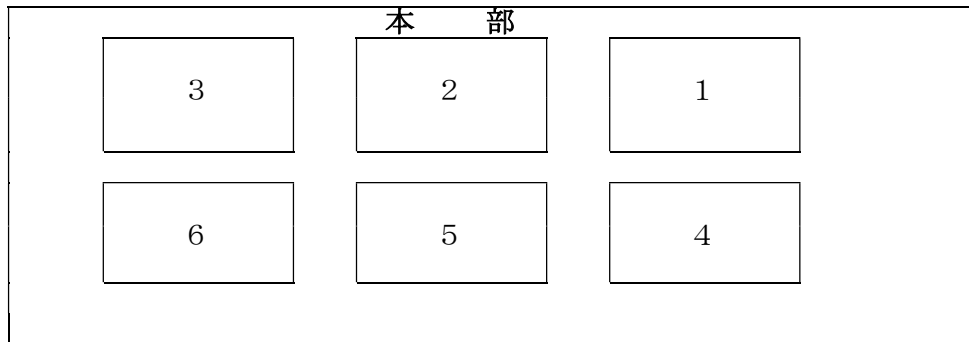 本　　部
３　２　１
６　５　４